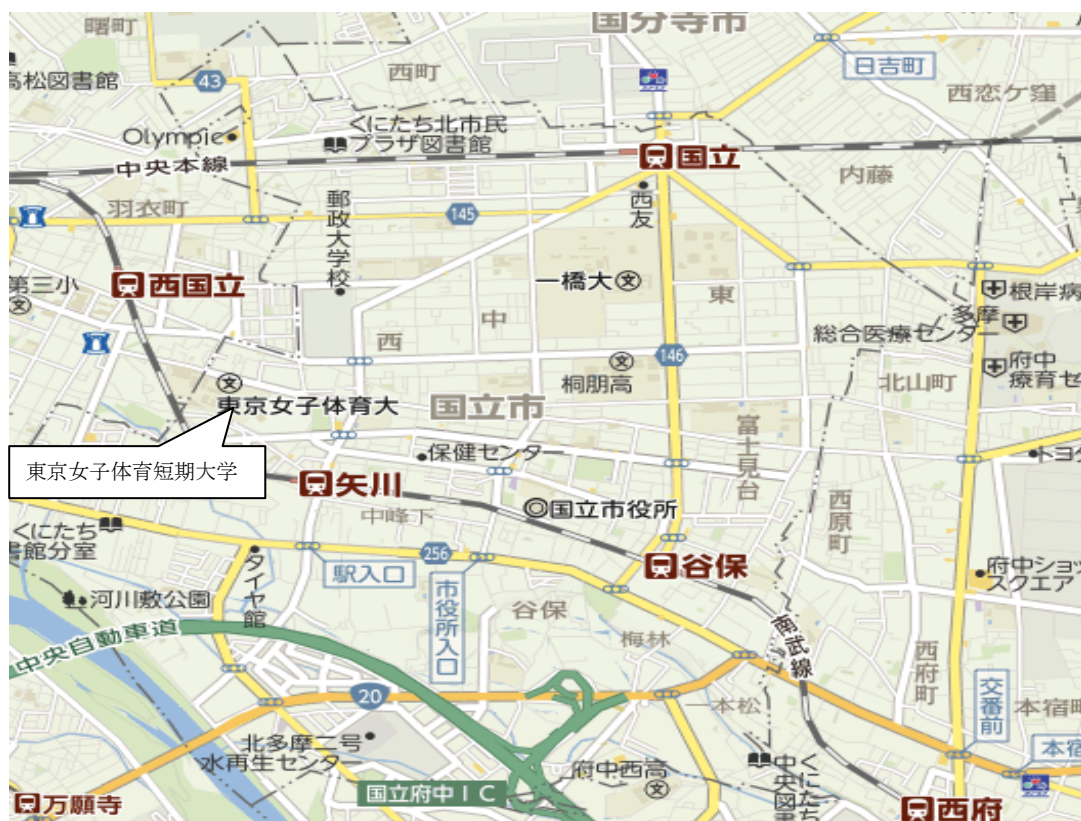 曙町
国分寺市
高松図書館
43
西町
日吉町
西恋ケ窪
Olympic
くにたち北市民
プラザ図書館
中央本線
国立
内藤
羽衣町
郵政大学校
145
西友
西国立
第三小
文
一橋大
文
東
根岸病
多摩
総合医療センター
中
西
146
文
桐朋高
北山町
府中
療育セ
文
東京女子体育大
国立市
富士見台
東京女子体育短期大学
保健センター
トヨタ
矢川
中峰下
国立市役所
西原町
くにたち
書館分室
タイヤ館
駅入口
256
市役所入口
谷保
府中ショッ
スクエア
河川敷公園
谷保
梅林
南武線
中央自動車道
西府町
20
一本松
交番前
本宿町
北多摩二号
水再生センター
府中西高
文
くにたち
中央図書
本宿
国立府中IC
万願寺
西府